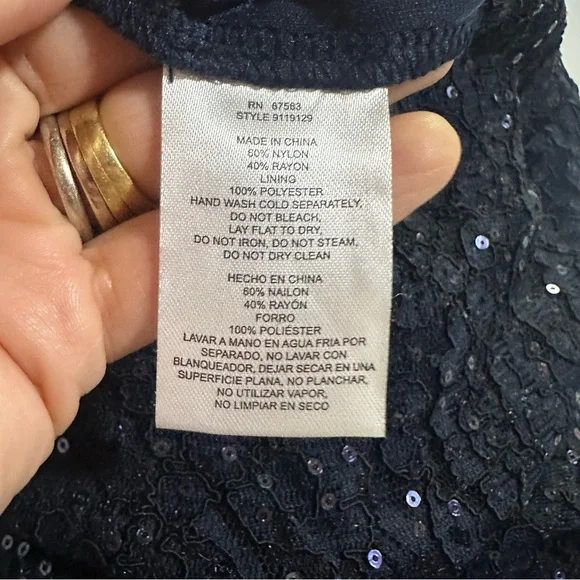 RN 67563
STYLE 9119129
MADE IN CHINA
60% NYLON
40% RAYON
LINING
100% POLYESTER
HAND WASH COLD SEPARATELY,
DO NOT BLEACH,
LAY FLAT TO DRY,
DO NOT IRON, DO NOT STEAM,
DO NOT DRY CLEAN
HECHO EN CHINA
60% NAILON
40% RAYÓN
FORRO
100% POLIÉSTER
LAVAR A MANO EN AGUA FRIA POR
SEPARADO, NO LAVAR CON
BLANQUEADOR, DEJAR SECAR EN UNA
SUPERFICIE PLANA, NO PLANCHAR,
NO UTILIZAR VAPOR,
NO LIMPIAR EN SECO